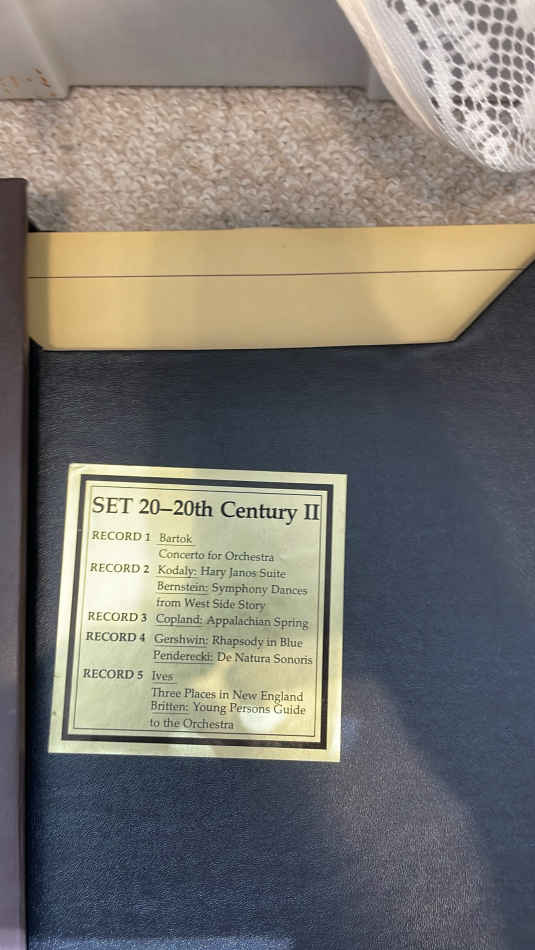 SET 20–20th Century II
RECORD 1 Bartok
Concerto for Orchestra
RECORD 2 Kodaly: Hary Janos Suite
Bernstein: Symphony Dances
from West Side Story
RECORD 3 Copland: Appalachian Spring
RECORD 4 Gershwin: Rhapsody in Blue
Penderecki: De Natura Sonoris
RECORD 5 Ives
Three Places in New England
Britten: Young Persons Guide
to the Orchestra